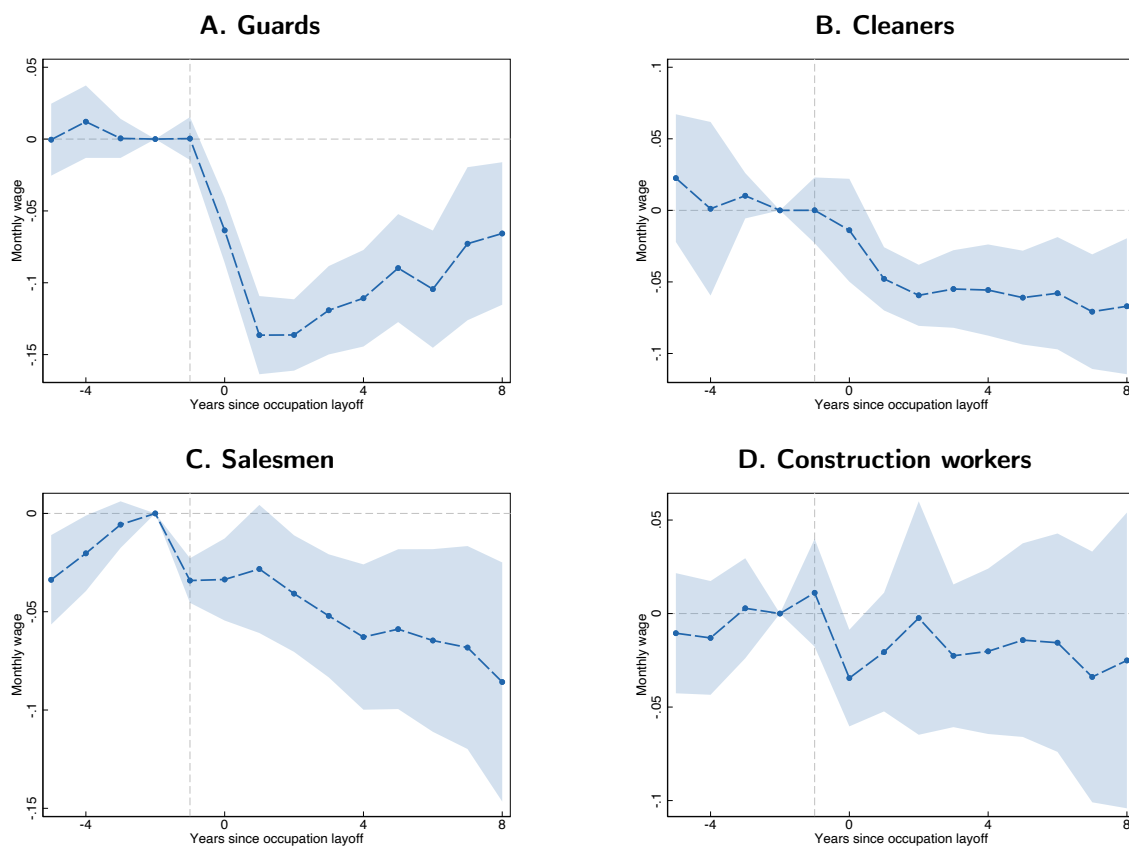 A. Guards
Monthly wage
.05
0
-.05
-.1
-.15
-4
0
4
8
Years since occupation layoff
B. Cleaners
Monthly wage
.1
.05
0
-.05
-.1
-4
0
4
8
Years since occupation layoff
C. Salesmen
Monthly wage
0
-.05
-.1
-.15
-4
0
4
8
Years since occupation layoff
D. Construction workers
Monthly wage
.05
0
-.05
-.1
-4
0
4
8
Years since occupation layoff